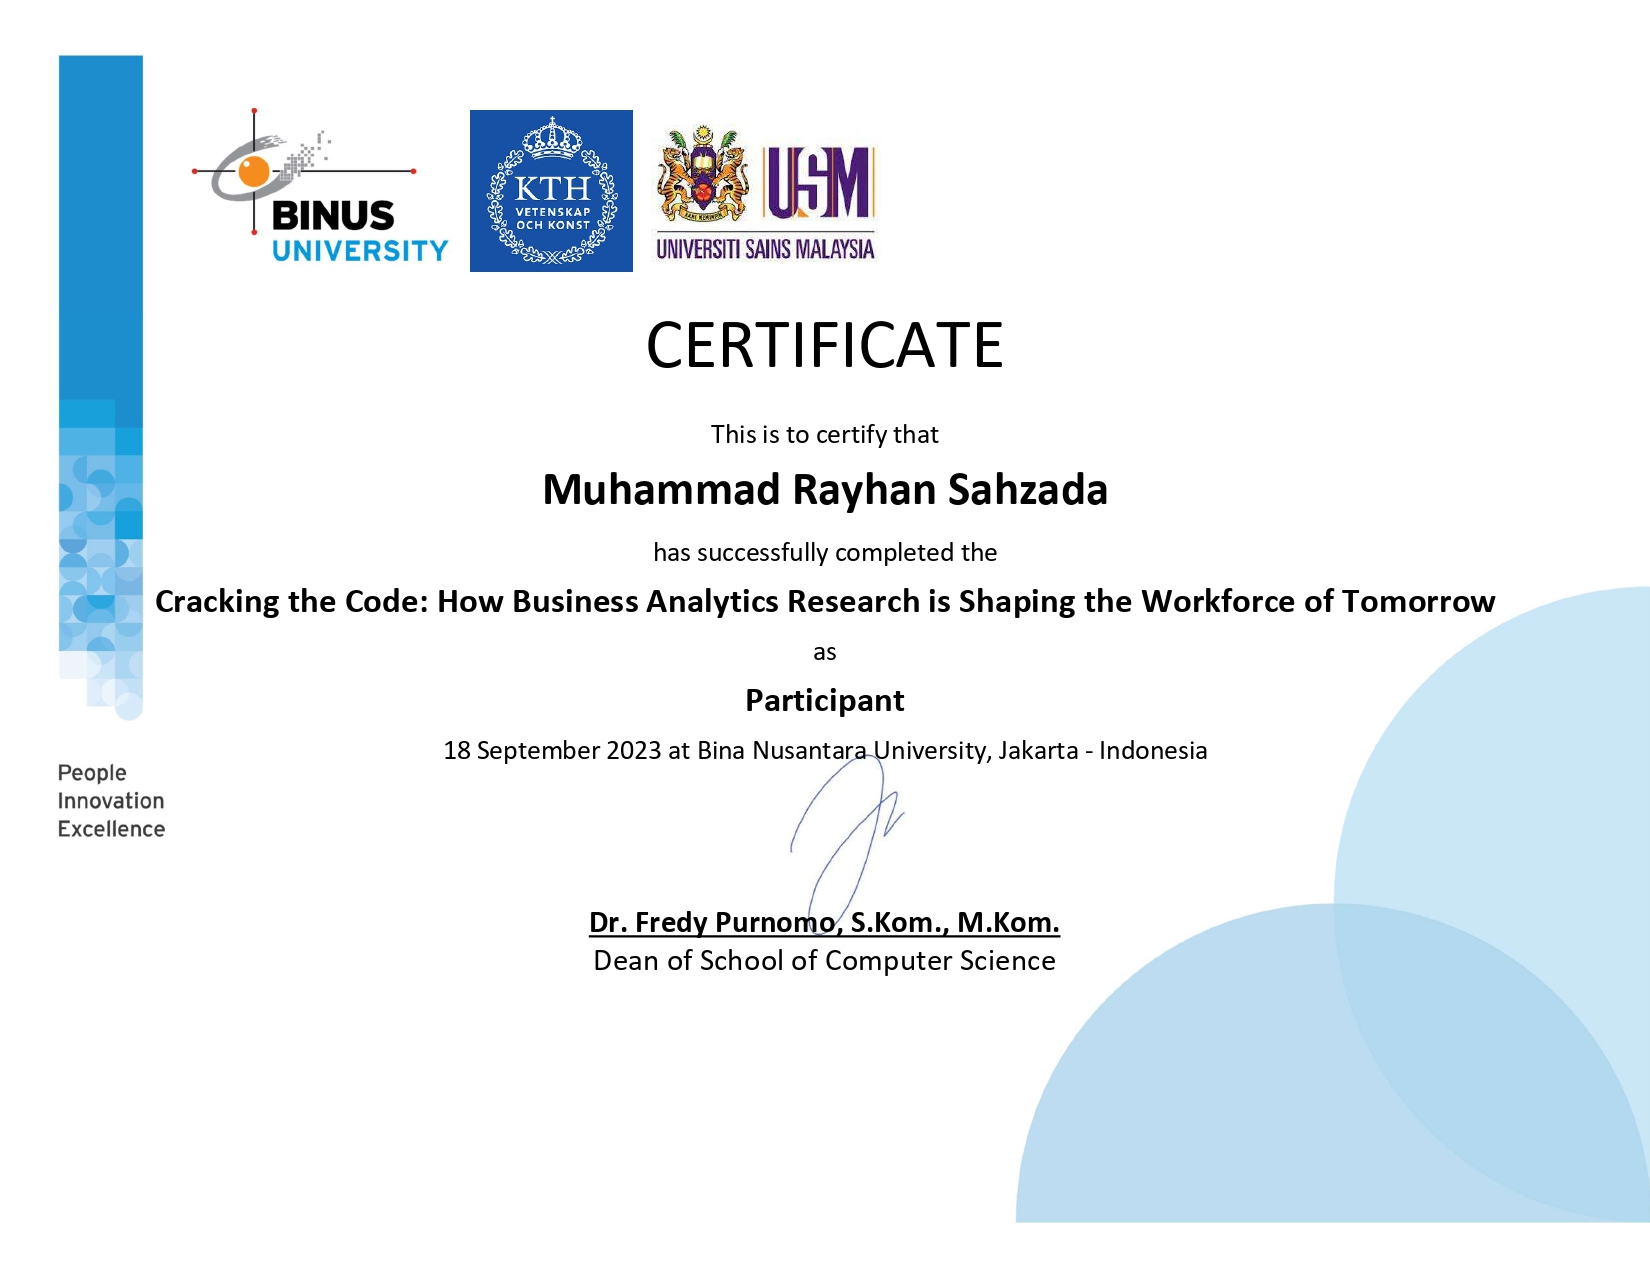 BINUS
UNIVERSITY
KTH
VETENSKAP
OCH KONST
USM
UNIVERSITI SAINS MALAYSIA
CERTIFICATE
This is to certify that
Muhammad Rayhan Sahzada
has successfully completed the
Cracking the Code: How Business Analytics Research is Shaping the Workforce of Tomorrow
as
Participant
18 September 2023 at Bina Nusantara University, Jakarta - Indonesia
People
Innovation
Excellence
Dr. Fredy Purnomo, S.Kom., M.Kom.
Dean of School of Computer Science